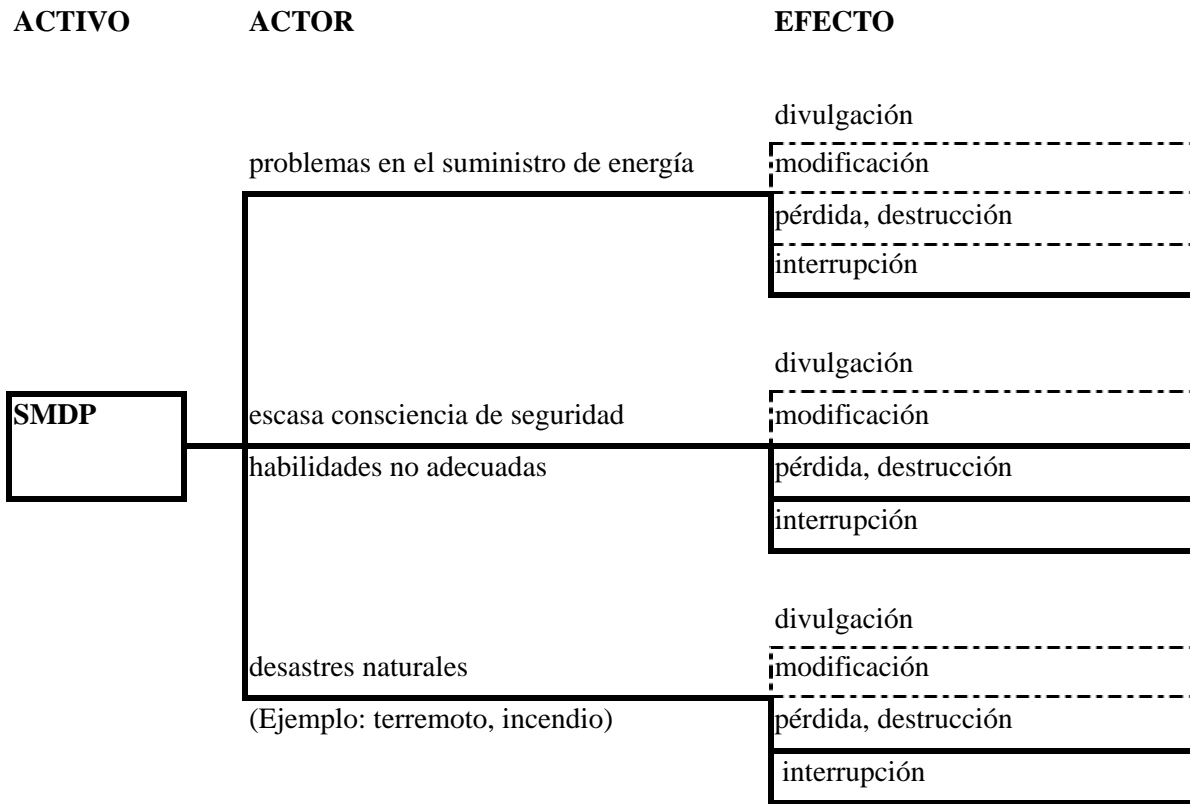 ACTIVO ACTOR EFECTO
divulgación
problemas en el suministro de energía modificación
pérdida, destrucción
interrupción
divulgación
SMDP escasa consciencia de seguridad modificación
habilidades no adecuadas pérdida, destrucción
interrupción
divulgación
desastres naturales modificación
(Ejemplo: terremoto, incendio) pérdida, destrucción
interrupción